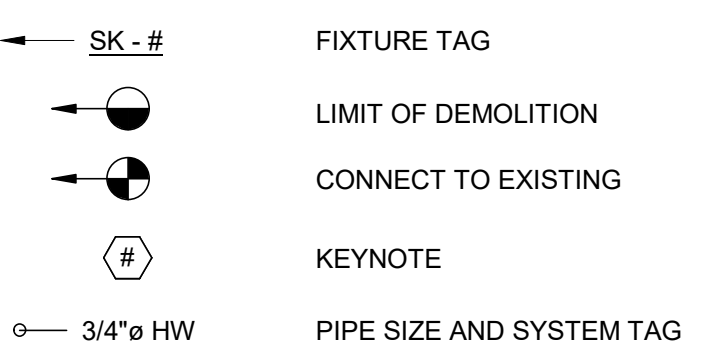 SK - # FIXTURE TAG
LIMIT OF DEMOLITION
CONNECT TO EXISTING
# KEYNOTE
3/4"ø HW PIPE SIZE AND SYSTEM TAG